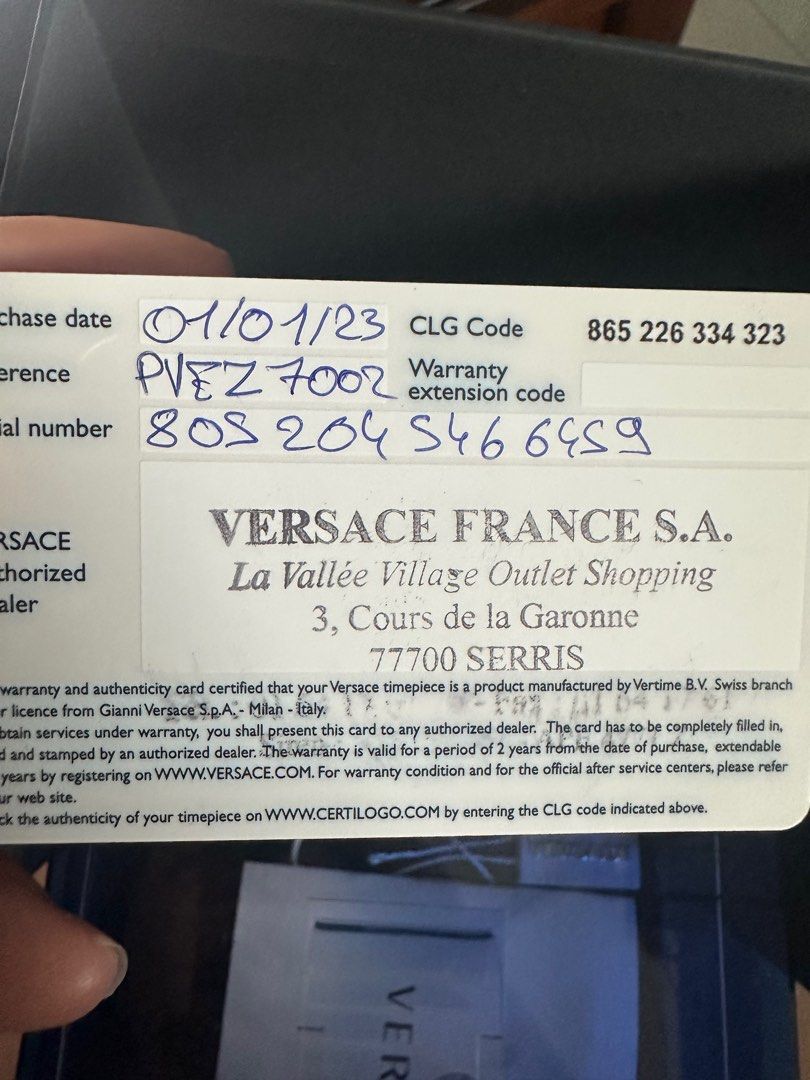 chase date 01/01/23 CLG Code 865 226 334 323
erence PVEZ 7002 Warranty extension code
ial number 805 204 546 6459
RSACE
thorized
aler
VERSACE FRANCE S.A.
La Vallée Village Outlet Shopping
3, Cours de la Garonne
77700 SERRIS
warranty and authenticity card certified that your Versace timepiece is a product manufactured by Vertime B.V. Swiss branch
r licence from Gianni Versace S.p.A. - Milan - Italy.
btain services under warranty, you shall present this card to any authorized dealer. The card has to be completely filled in,
d and stamped by an authorized dealer. The warranty is valid for a period of 2 years from the date of purchase, extendable
years by registering on WWW.VERSACE.COM. For warranty condition and for the official after service centers, please refer
ur web site.
ck the authenticity of your timepiece on WWW.CERTILOGO.COM by entering the CLG code indicated above.
VER